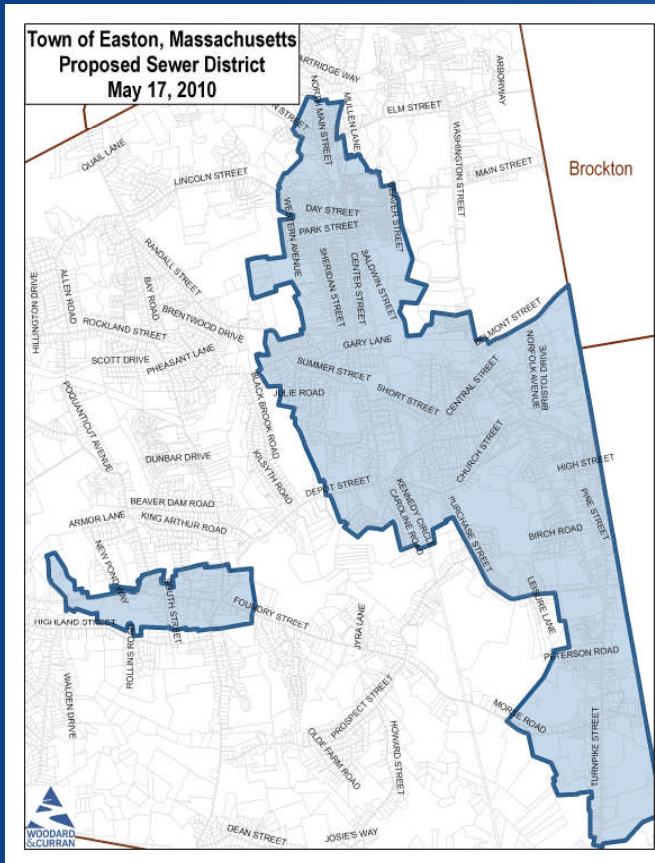 Town of Easton, Massachusetts
Proposed Sewer District
May 17, 2010
ARTRIDGE WAY
NORTH MAIN STREET
MULLEN LANE
ELM STREET
ARBORWAY
WASHINGTON STREET
MAIN STREET
Brockton
QUAIL LANE
LINCOLN STREET
DAY STREET
PARK STREET
WESTERN AVENUE
BEAVER STREET
SHERIDAN STREET
CENTER STREET
BALDWIN STREET
HILLINGTON DRIVE
ALLEN ROAD
RANDALL STREET
BAY ROAD
BRENTWOOD DRIVE
ROCKLAND STREET
SCOTT DRIVE
PHEASANT LANE
GARY LANE
BELMONT STREET
NORFOLK AVENUE
BRISTOL DRIVE
SUMMER STREET
SHORT STREET
CENTRAL STREET
JULIE ROAD
BLACK BROOK ROAD
POQUANTICUT AVENUE
DUNBAR DRIVE
KILSYTH ROAD
CHURCH STREET
HIGH STREET
DEPOT STREET
KENNEDY CIRCLE
CAROLINE ROAD
PURCHASE STREET
PINE STREET
BIRCH ROAD
BEAVER DAM ROAD
ARMOR LANE
KING ARTHUR ROAD
NEW POND WAY
SOUTH STREET
FOUNDRY STREET
HIGHLAND STREET
ROLLINS ROAD
JYRA LANE
LEISURE LANE
PETERSON ROAD
WALDEN DRIVE
PROSPECT STREET
MORSE ROAD
OLDE FARM ROAD
HOWARD STREET
TURNPIKE STREET
DEAN STREET
JOSIE'S WAY
WOODARD
&CURRAN